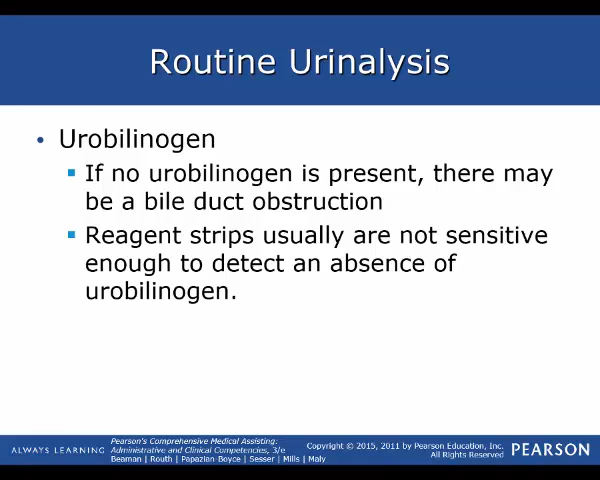 Routine Urinalysis
• Urobilinogen
▪ If no urobilinogen is present, there may
be a bile duct obstruction
▪ Reagent strips usually are not sensitive
enough to detect an absence of
urobilinogen.
ALWAYS LEARNING
Pearson's Comprehensive Medical Assisting:
Administrative and Clinical Competencies, 3/e
Beaman | Routh | Papazian Boyce | Sesser | Mills | Maly
Copyright © 2015, 2011 by Pearson Education, Inc.
All Rights Reserved
PEARSON